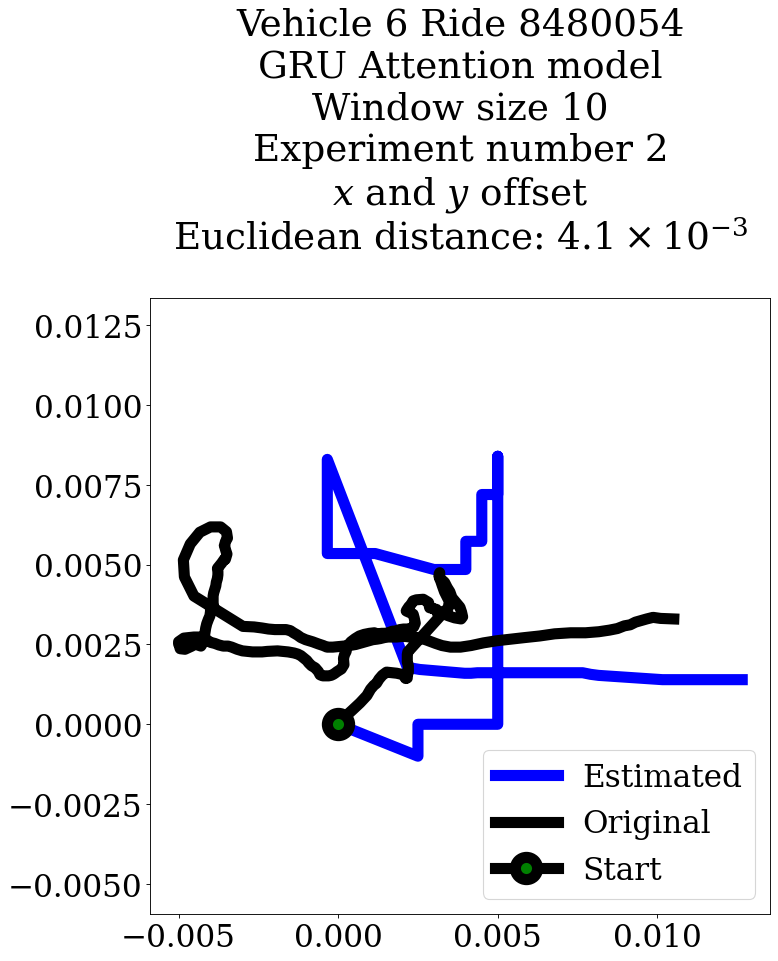 Vehicle 6 Ride 8480054
GRU Attention model
Window size 10
Experiment number 2
x and y offset
Euclidean distance: 4.1 × 10⁻³
0.0125
0.0100
0.0075
0.0050
0.0025
0.0000
−0.0025
−0.0050
−0.005 0.000 0.005 0.010
Estimated
Original
Start